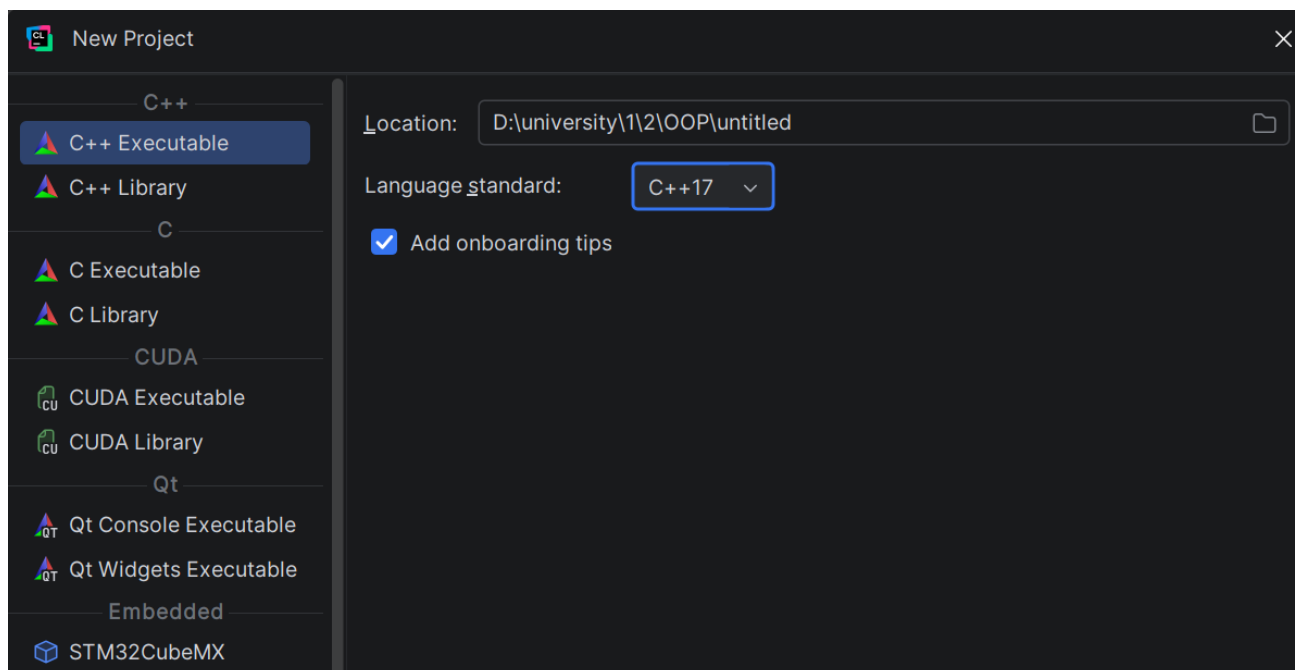 New Project
C++
C++ Executable
C++ Library
C
C Executable
C Library
CUDA
CUDA Executable
CUDA Library
Qt
Qt Console Executable
Qt Widgets Executable
Embedded
STM32CubeMX
Location: D:\university\1\2\OOP\untitled
Language standard: C++17
Add onboarding tips